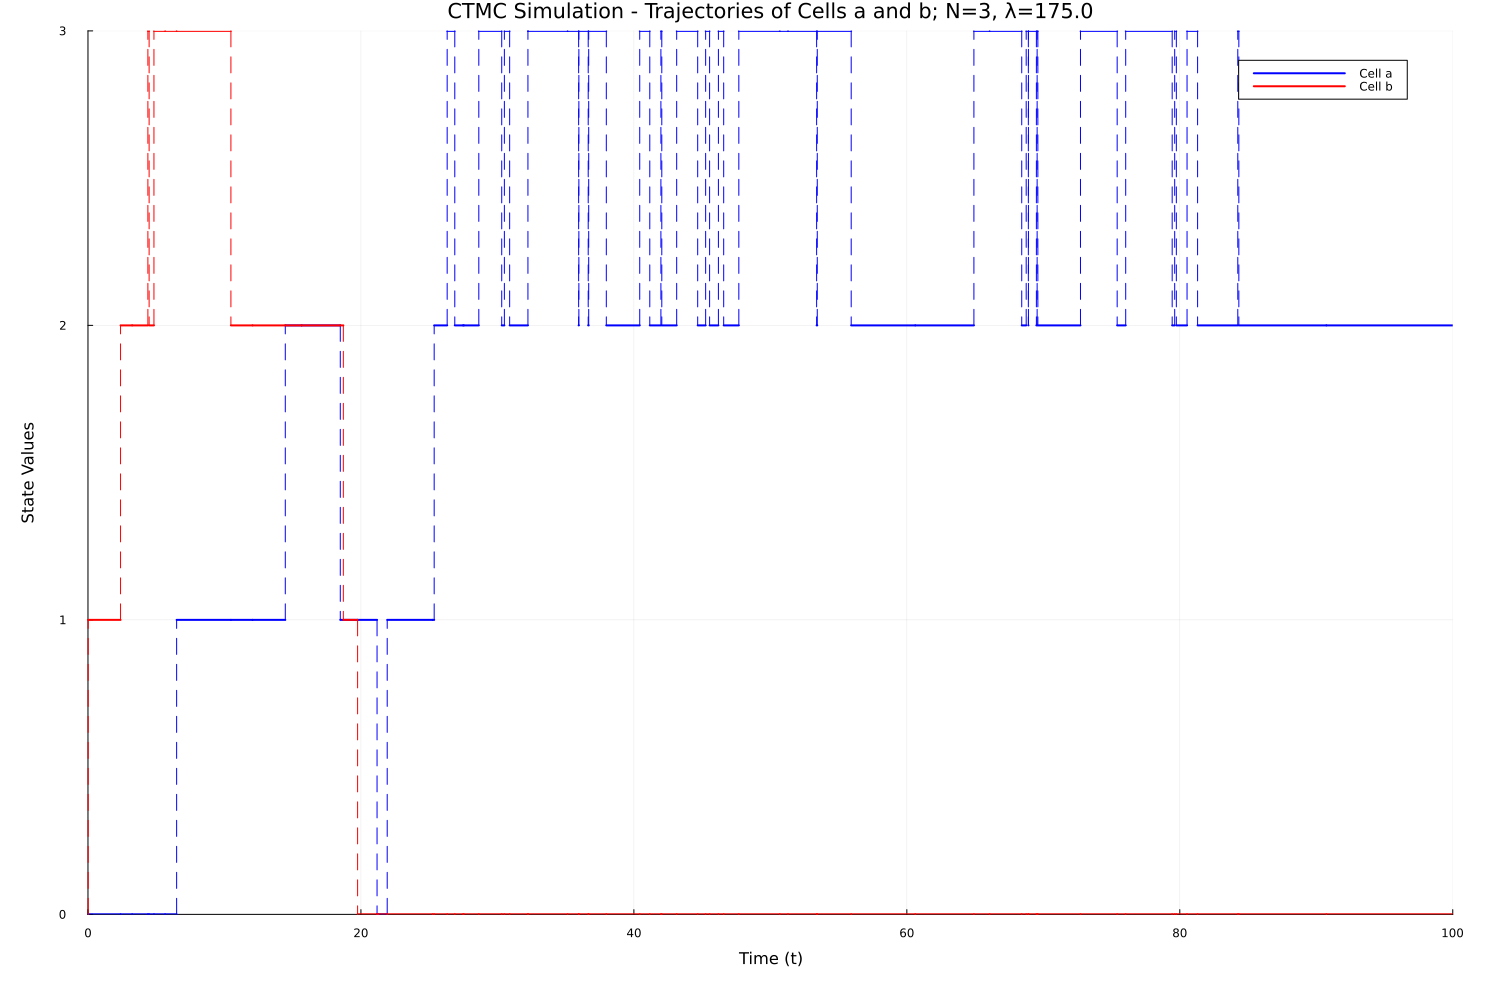 CTMC Simulation - Trajectories of Cells a and b; N=3, λ=175.0
3
Cell a
Cell b
2
State Values
1
0
0 20 40 60 80 100
Time (t)